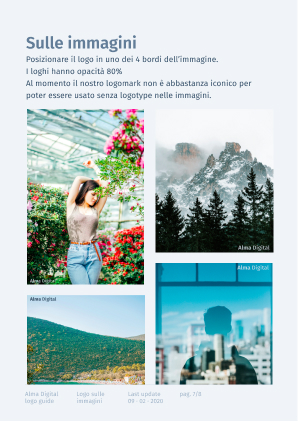 Sulle immagini
Posizionare il logo in uno dei 4 bordi dell'immagine.
I loghi hanno opacità 80%
Al momento il nostro logomark non è abbastanza iconico per
poter essere usato senza logotype nelle immagini.
Alma Digital
Alma Digital
Alma Digital
Alma Digital
Alma Digital
logo guide
Logo sulle
immagini
Last update
09 - 02 - 2020
pag. 7/8